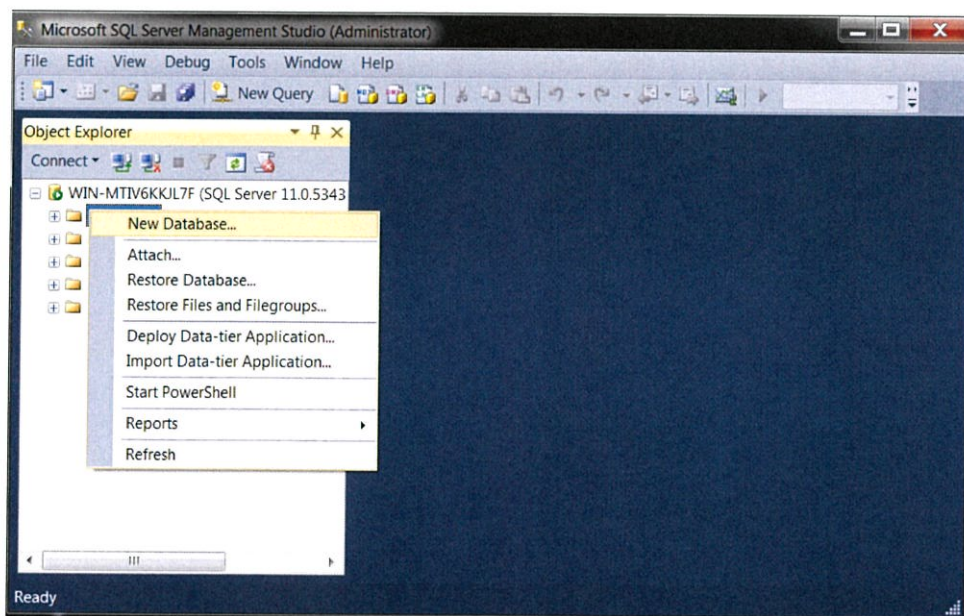 Microsoft SQL Server Management Studio (Administrator)
File Edit View Debug Tools Window Help
New Query
Object Explorer
Connect
WIN-MTIV6KKJL7F (SQL Server 11.0.5343
New Database...
Attach...
Restore Database...
Restore Files and Filegroups...
Deploy Data-tier Application...
Import Data-tier Application...
Start PowerShell
Reports
Refresh
Ready